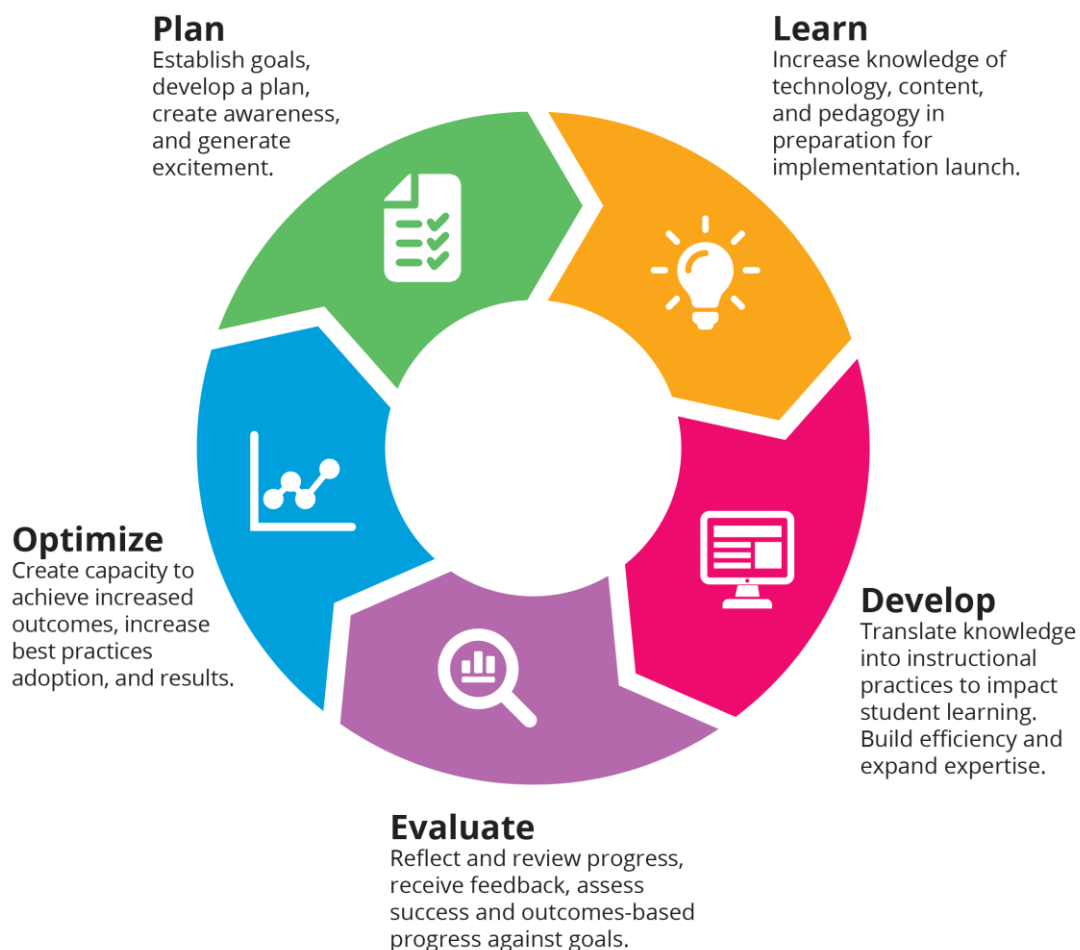 Plan
Establish goals,
develop a plan,
create awareness,
and generate
excitement.
Learn
Increase knowledge of
technology, content,
and pedagogy in
preparation for
implementation launch.
Develop
Translate knowledge
into instructional
practices to impact
student learning.
Build efficiency and
expand expertise.
Evaluate
Reflect and review progress,
receive feedback, assess
success and outcomes-based
progress against goals.
Optimize
Create capacity to
achieve increased
outcomes, increase
best practices
adoption, and results.